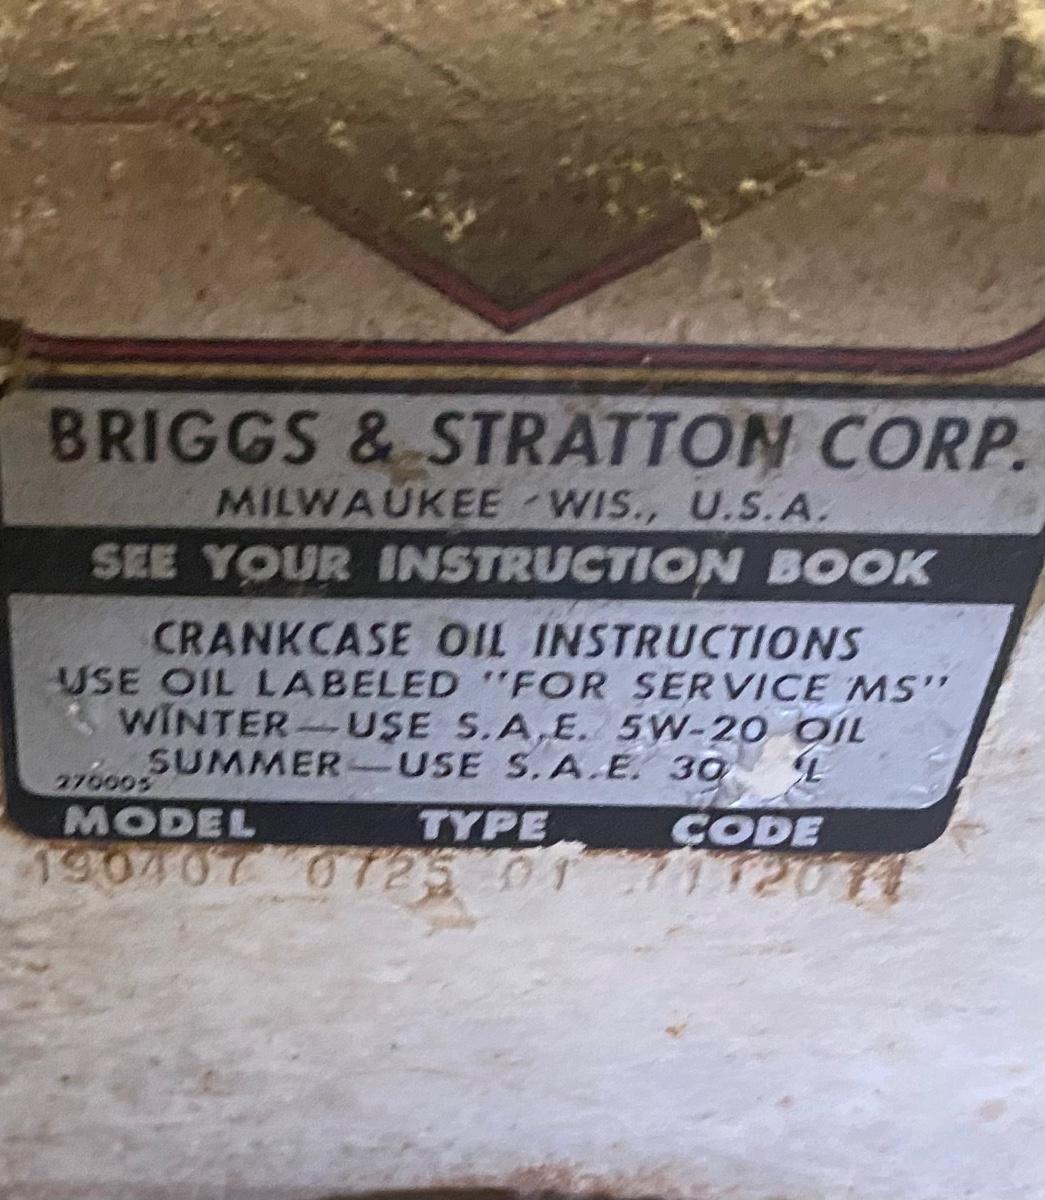 BRIGGS & STRATTON CORP.
MILWAUKEE - WIS., U.S.A.
SEE YOUR INSTRUCTION BOOK
CRANKCASE OIL INSTRUCTIONS
USE OIL LABELED "FOR SERVICE MS"
WINTER—USE S.A.E. 5W-20 OIL
SUMMER—USE S.A.E. 30
270005
MODEL TYPE CODE
190407 0725 01